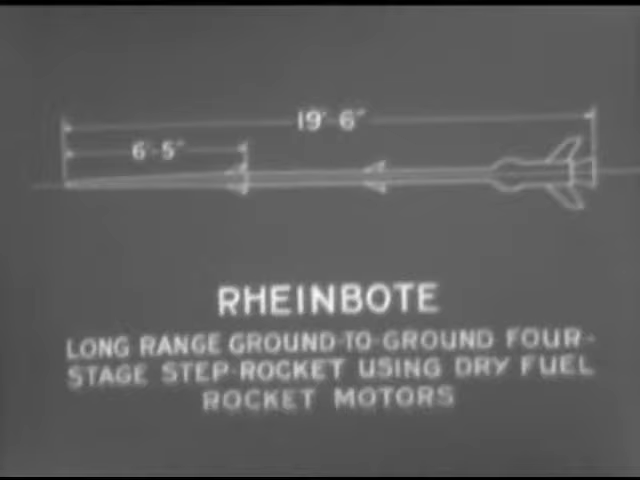 19'-6"
6'-5"
RHEINBOTE
LONG RANGE GROUND-TO-GROUND FOUR-
STAGE STEP-ROCKET USING DRY FUEL
ROCKET MOTORS